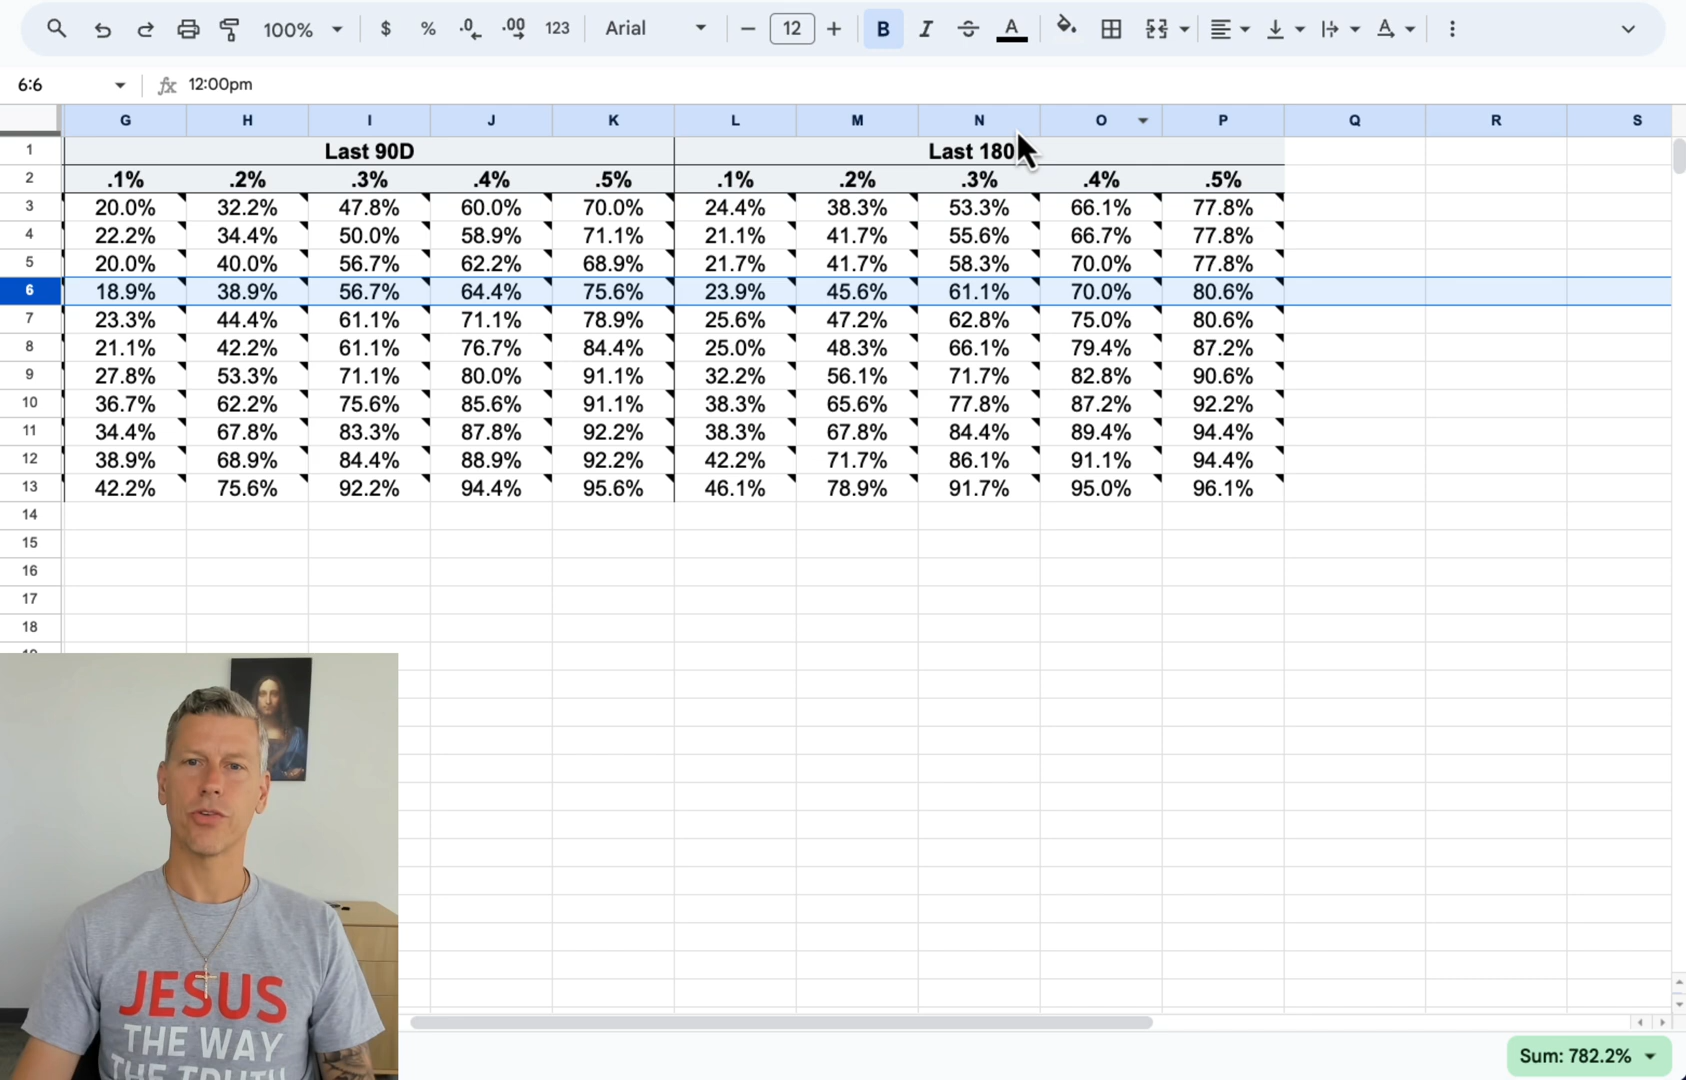 100% $ % .0 .00 123 Arial 12 B I A A
6:6 fx 12:00pm
G H I J K L M N O P Q R S
1 Last 90D Last 180
2 .1% .2% .3% .4% .5% .1% .2% .3% .4% .5%
3 20.0% 32.2% 47.8% 60.0% 70.0% 24.4% 38.3% 53.3% 66.1% 77.8%
4 22.2% 34.4% 50.0% 58.9% 71.1% 21.1% 41.7% 55.6% 66.7% 77.8%
5 20.0% 40.0% 56.7% 62.2% 68.9% 21.7% 41.7% 58.3% 70.0% 77.8%
6 18.9% 38.9% 56.7% 64.4% 75.6% 23.9% 45.6% 61.1% 70.0% 80.6%
7 23.3% 44.4% 61.1% 71.1% 78.9% 25.6% 47.2% 62.8% 75.0% 80.6%
8 21.1% 42.2% 61.1% 76.7% 84.4% 25.0% 48.3% 66.1% 79.4% 87.2%
9 27.8% 53.3% 71.1% 80.0% 91.1% 32.2% 56.1% 71.7% 82.8% 90.6%
10 36.7% 62.2% 75.6% 85.6% 91.1% 38.3% 65.6% 77.8% 87.2% 92.2%
11 34.4% 67.8% 83.3% 87.8% 92.2% 38.3% 67.8% 84.4% 89.4% 94.4%
12 38.9% 68.9% 84.4% 88.9% 92.2% 42.2% 71.7% 86.1% 91.1% 94.4%
13 42.2% 75.6% 92.2% 94.4% 95.6% 46.1% 78.9% 91.7% 95.0% 96.1%
14
15
16
17
18
JESUS
THE WAY
THE TRUTH
Sum: 782.2%